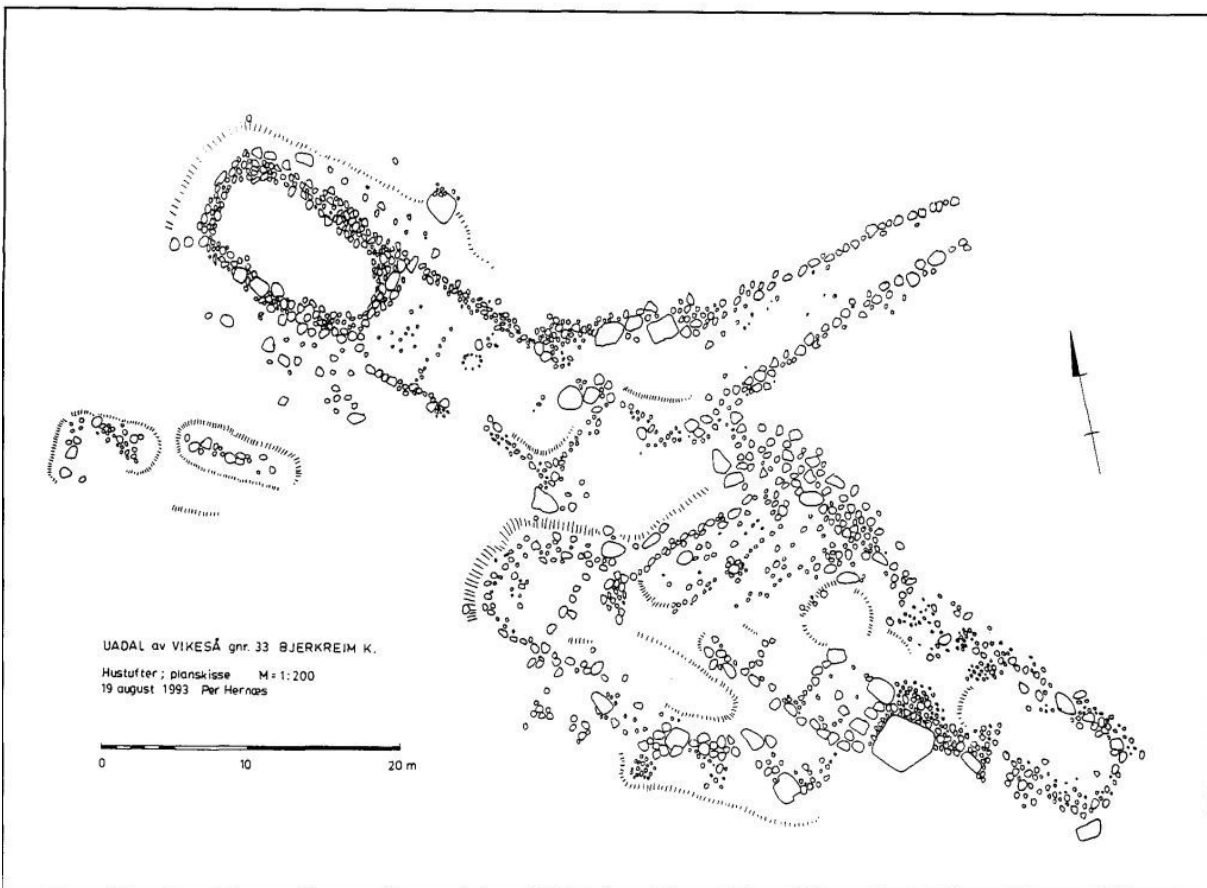 UADAL av VIKESÅ gnr. 33 BJERKREIM K.
Hustufter; planskisse M = 1:200
19 august 1993 Per Hernæs
0 10 20 m